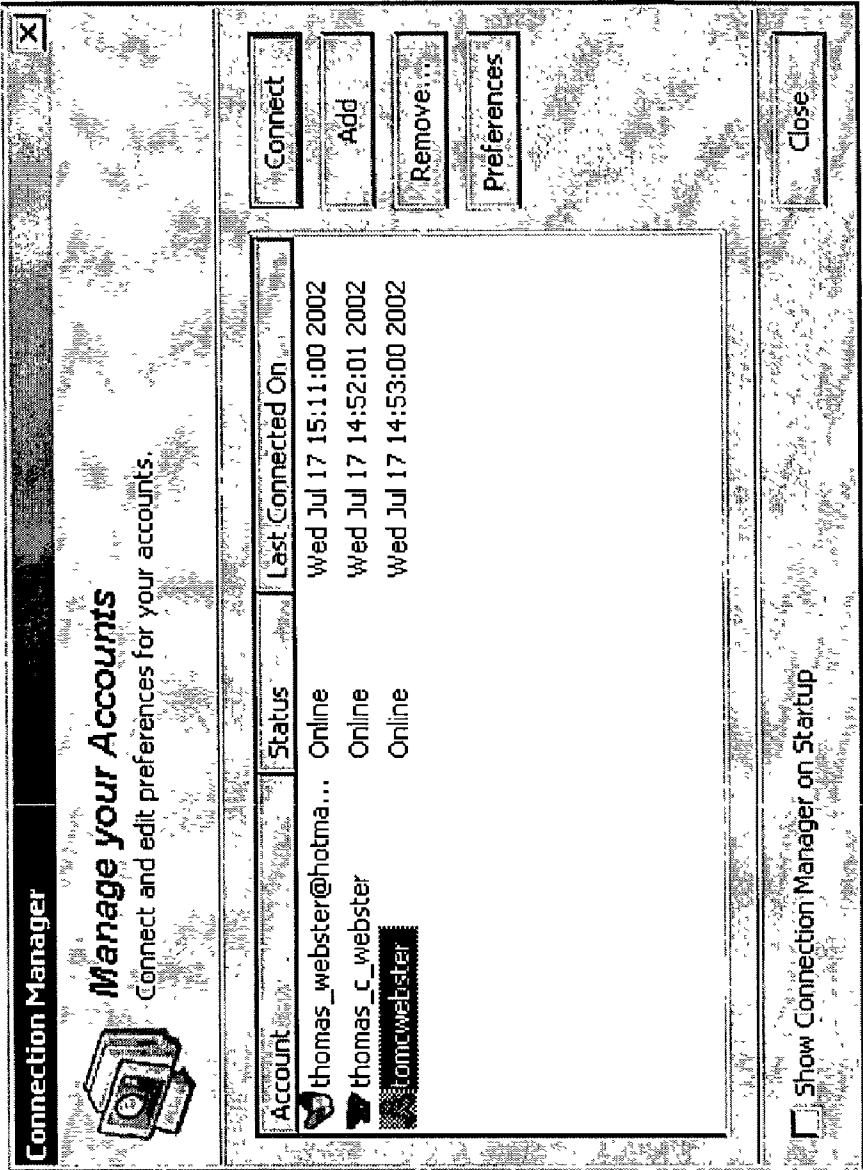 Connection Manager
Manage your Accounts
Connect and edit preferences for your accounts.
Account Status Last Connected On
thomas_webster@hotma... Online Wed Jul 17 15:11:00 2002
thomas_c_webster Online Wed Jul 17 14:52:01 2002
tomcwebster Online Wed Jul 17 14:53:00 2002
Connect
Add
Remove...
Preferences
Show Connection Manager on Startup
Close